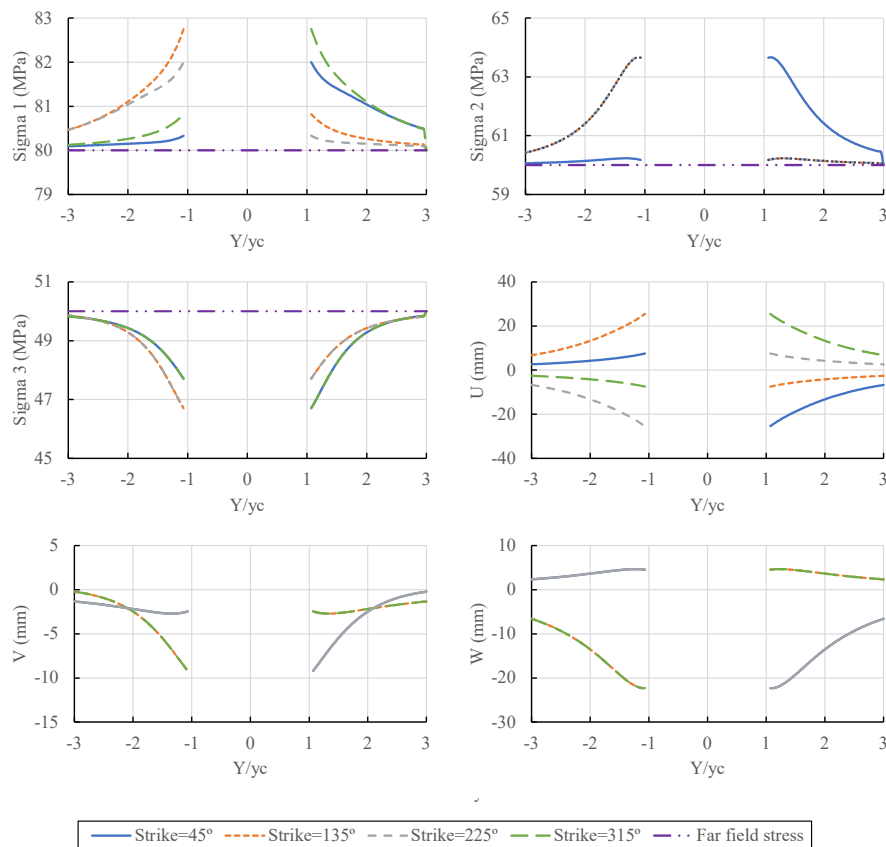 83
82
81
80
79
-3 -2 -1 0 1 2 3
Sigma 1 (MPa)
Y/yc
65
63
61
59
-3 -2 -1 0 1 2 3
Sigma 2 (MPa)
Y/yc
51
49
47
45
-3 -2 -1 0 1 2 3
Sigma 3 (MPa)
Y/yc
40
20
0
-20
-40
-3 -2 -1 0 1 2 3
U (mm)
Y/yc
5
0
-5
-10
-15
-3 -2 -1 0 1 2 3
V (mm)
Y/yc
10
0
-10
-20
-30
-3 -2 -1 0 1 2 3
W (mm)
Y/yc
Strike=45º Strike=135º Strike=225º Strike=315º Far field stress